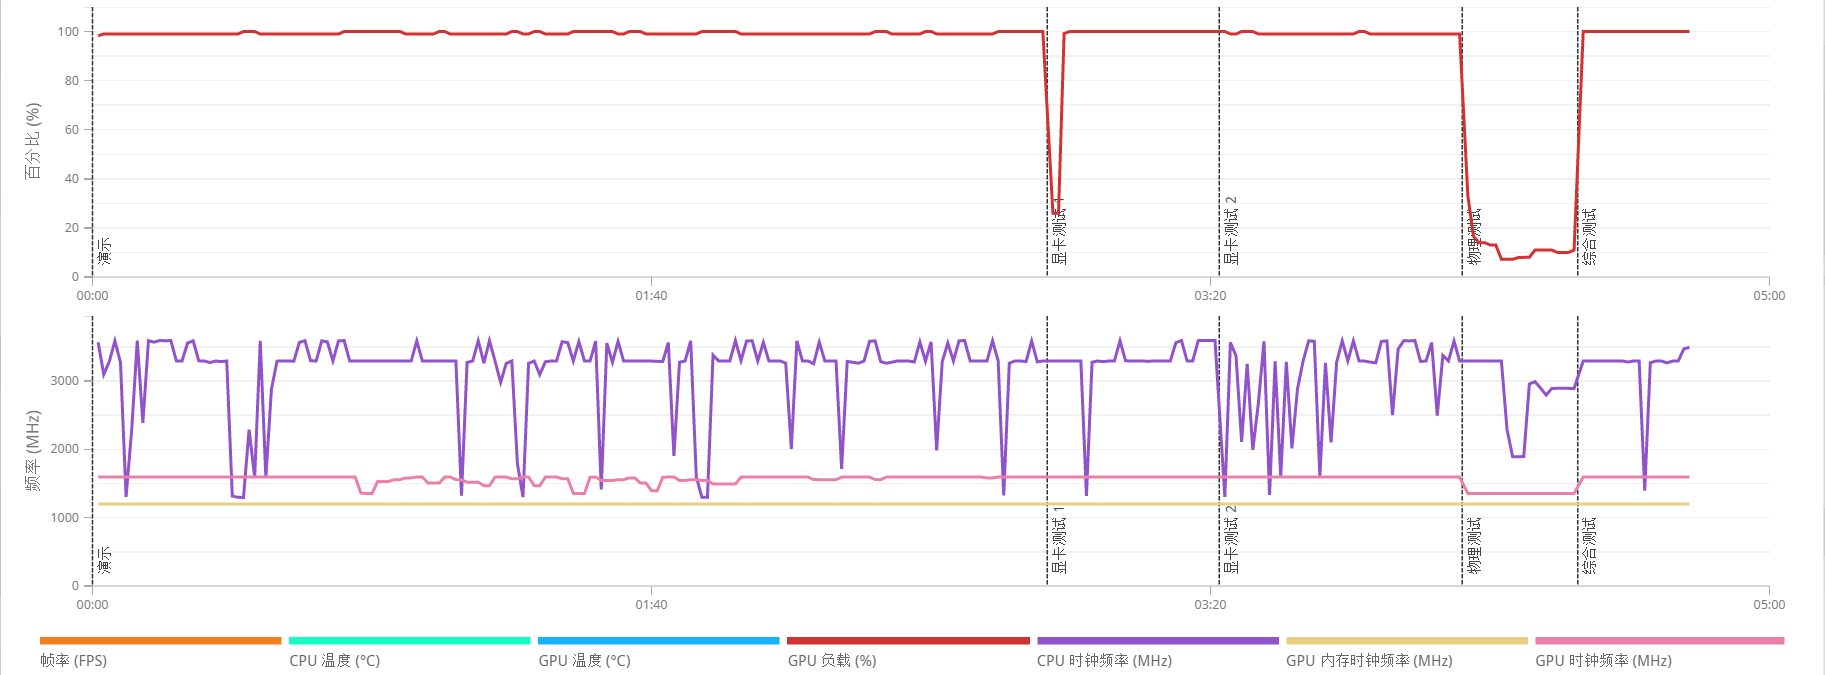 100
80
60
40
20
0
百分比 (%)
演示
显卡测试 1
显卡测试 2
物理测试
综合测试
00:00
01:40
03:20
05:00
3000
2000
1000
0
频率 (MHz)
演示
显卡测试 1
显卡测试 2
物理测试
综合测试
00:00
01:40
03:20
05:00
帧率 (FPS)
CPU 温度 (°C)
GPU 温度 (°C)
GPU 负载 (%)
CPU 时钟频率 (MHz)
GPU 内存时钟频率 (MHz)
GPU 时钟频率 (MHz)